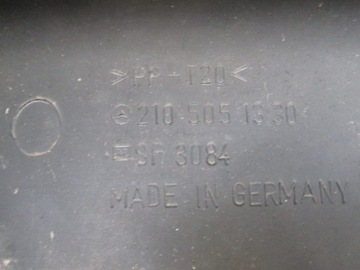 >PP-T20<
210 505 13 30
SP 3084
MADE IN GERMANY